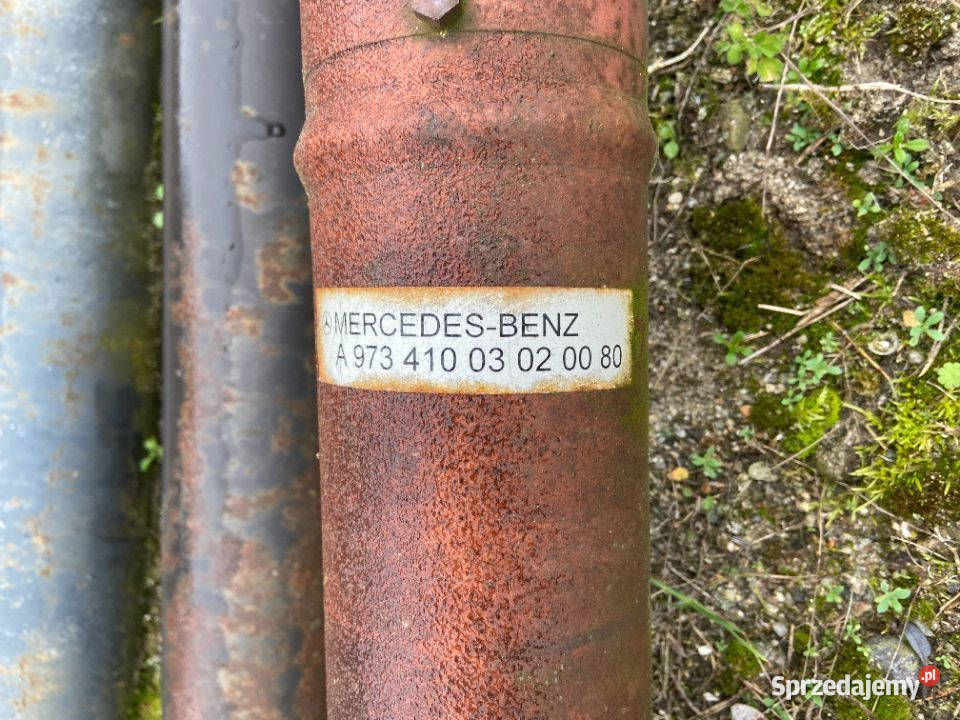 MERCEDES-BENZ
A 973 410 03 02 00 80
Sprzedajemy.pl